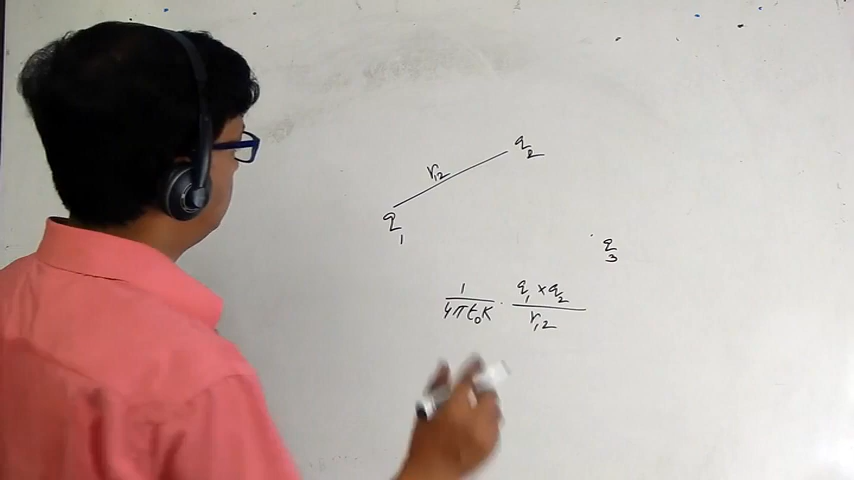 q₂
r₁₂
q₁
q₃
1/4πε₀K · q₁ × q₂/r₁₂